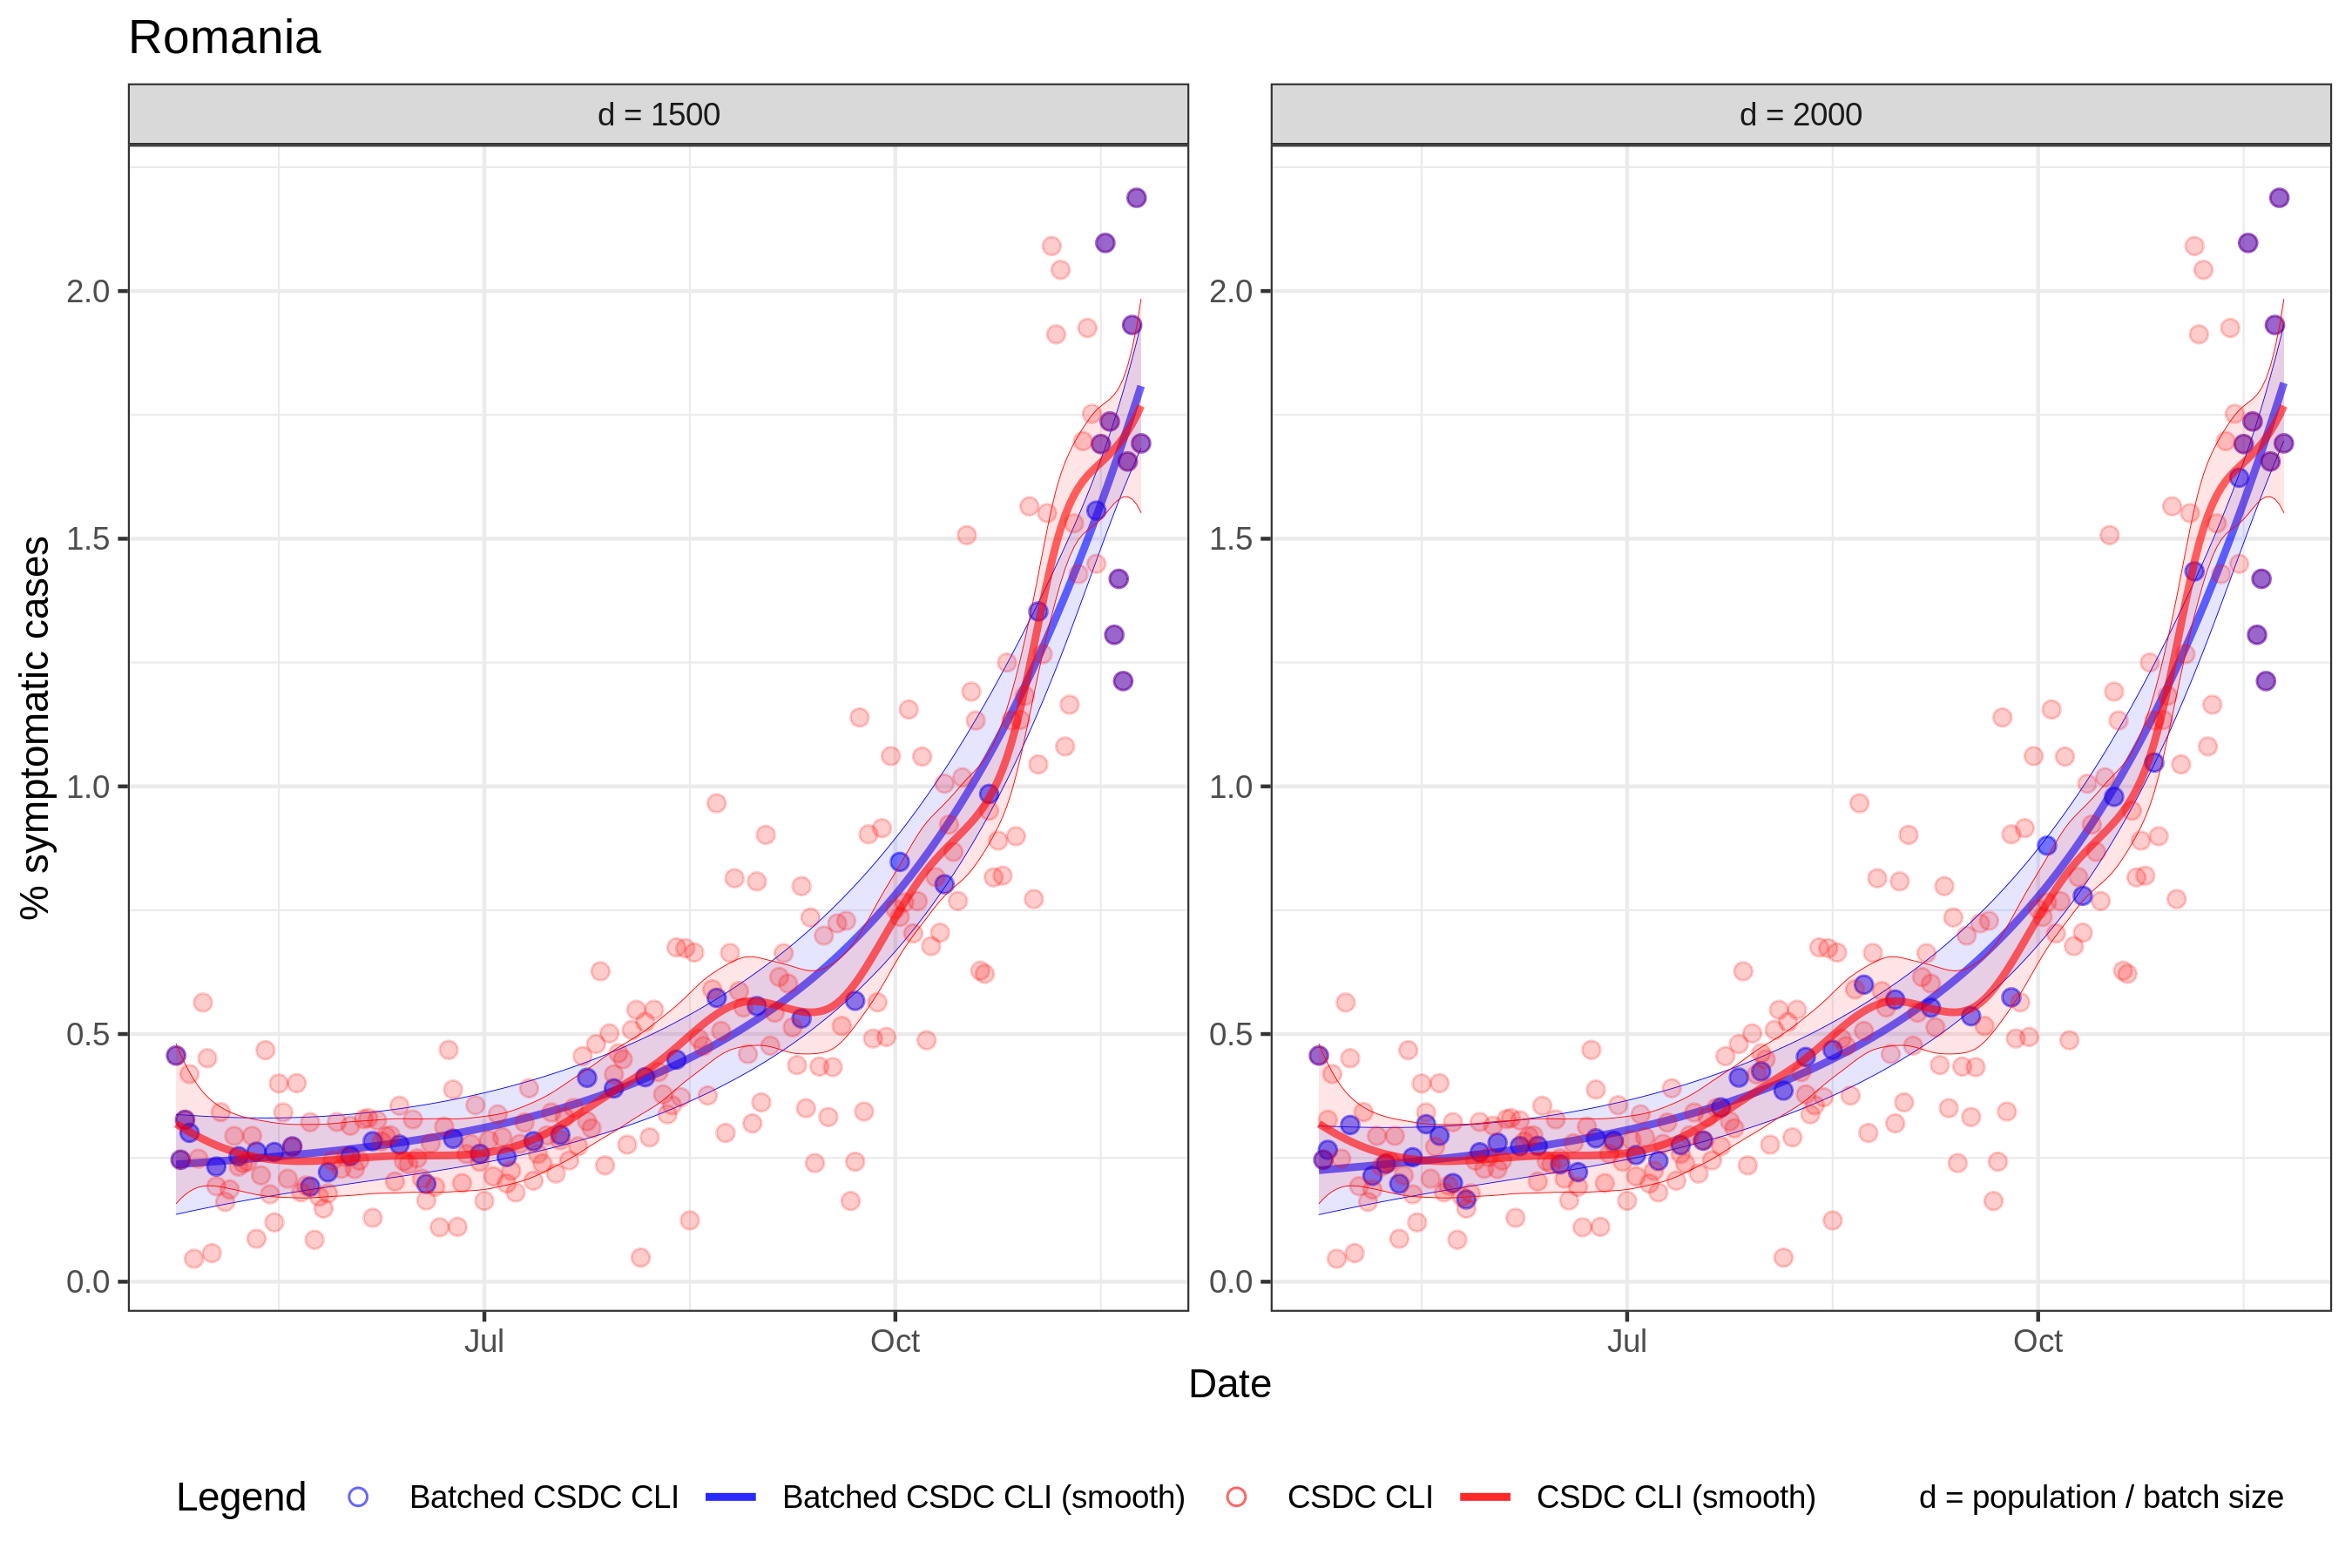 Romania
d = 1500
d = 2000
% symptomatic cases
2.0
1.5
1.0
0.5
0.0
2.0
1.5
1.0
0.5
0.0
Jul
Oct
Jul
Oct
Date
Legend
Batched CSDC CLI
Batched CSDC CLI (smooth)
CSDC CLI
CSDC CLI (smooth)
d = population / batch size